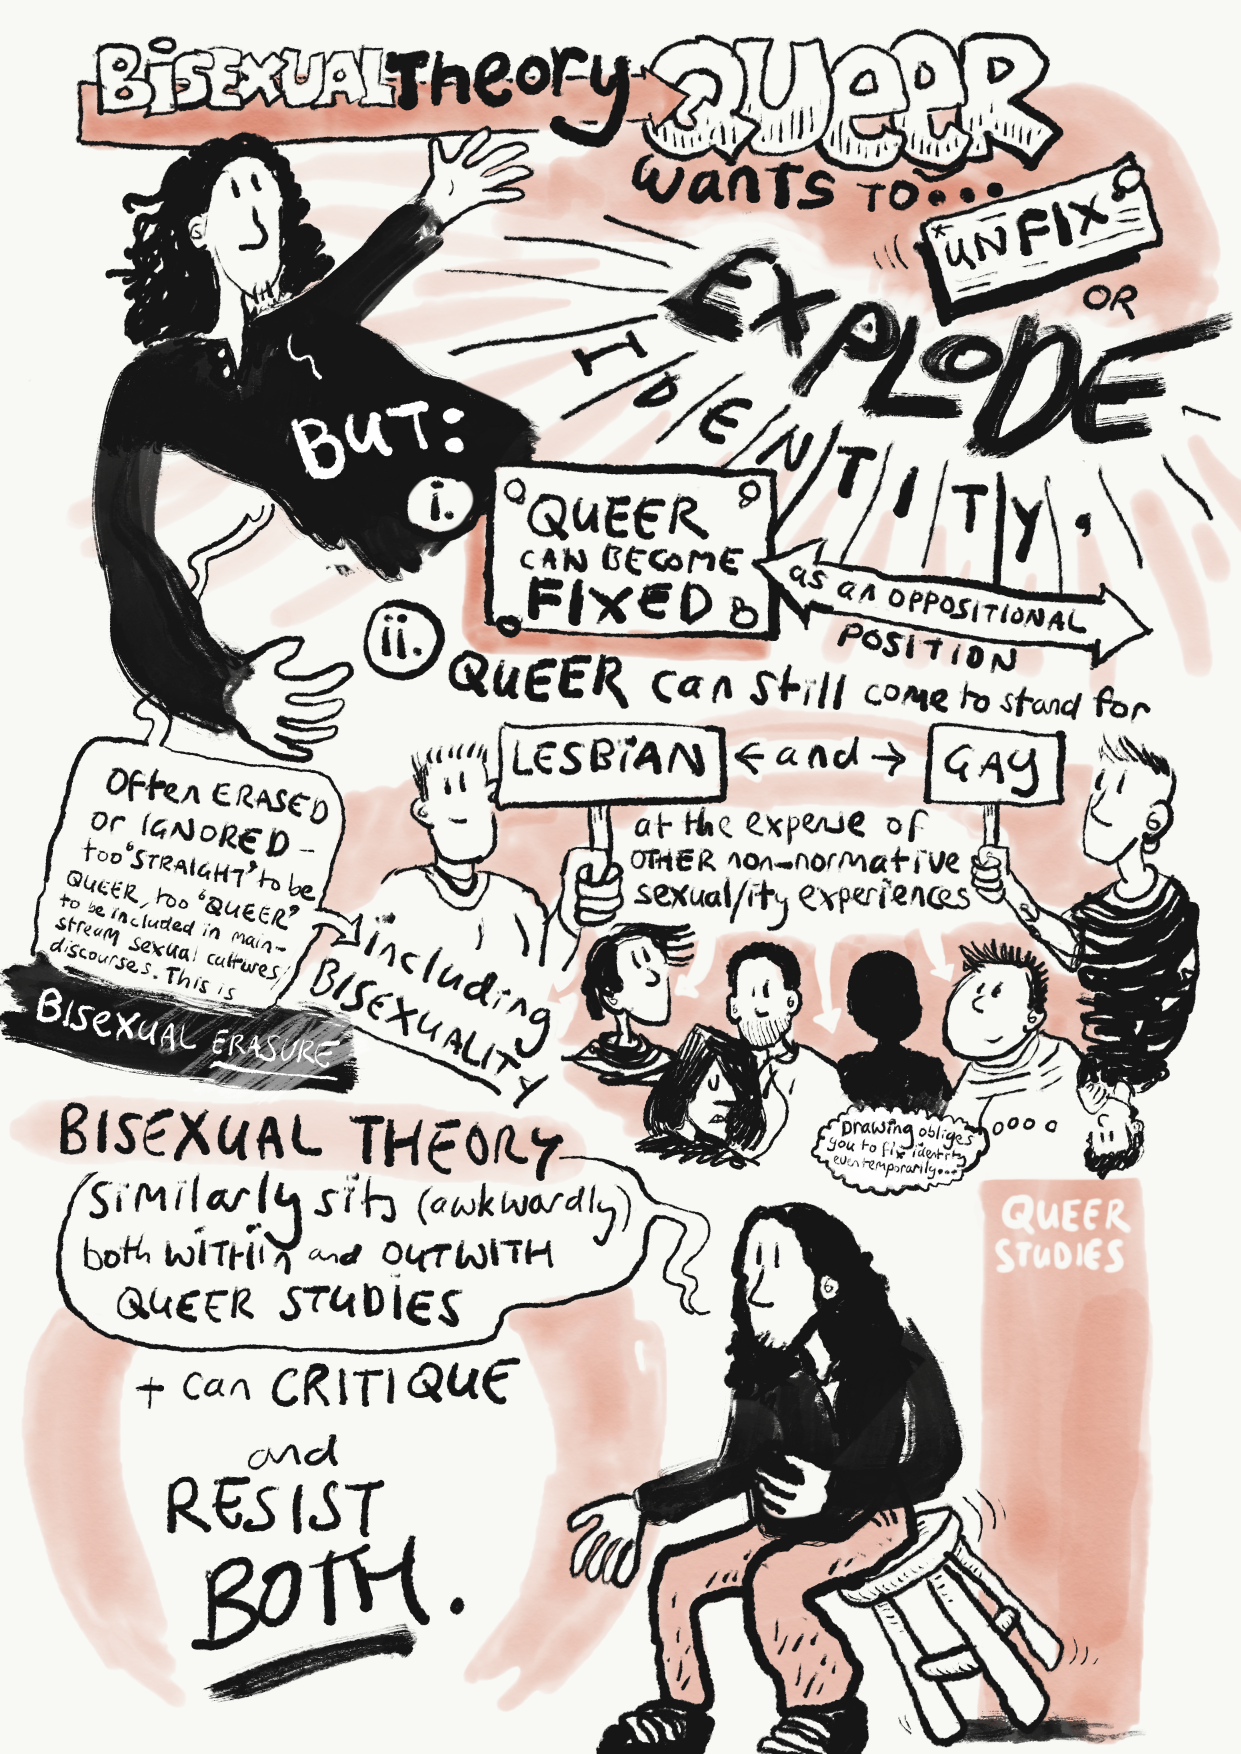 BiSEXUAL Theory QUeeR
wants TO...
*UNFIX*
OR
EXPLODE
IDENTITY,
BUT:
i.
QUEER
CAN BECOME
FIXED
as an OPPOSITIONAL
POSITION
ii.
QUEER can still come to stand for
LESBiAN ← and → GAY
at the expense of
OTHER non-normative
sexual/ity experiences
Often ERASED
or IGNORED –
too 'STRAIGHT' to be
QUEER, too 'QUEER'
to be included in main-
stream sexual cultures/
discourses. This is
BISEXUAL ERASURE
including
BISEXUALITY
Drawing obliges
you to fix identity
even temporarily...
BISEXUAL THEORY
similarly sits (awkwardly)
both WITHiN and OUTWITH
QUEER STUDIES
QUEER
STUDIES
+ can CRITIQUE
and
RESIST
BOTH.